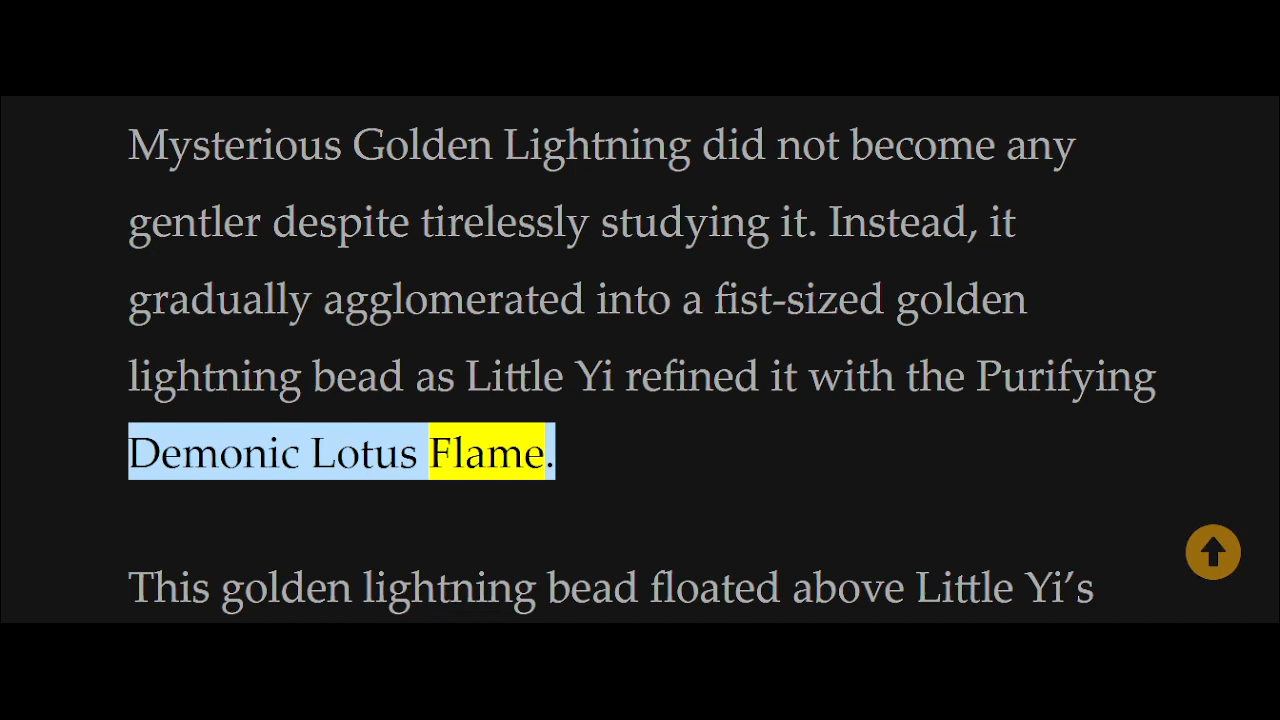 Mysterious Golden Lightning did not become any
gentler despite tirelessly studying it. Instead, it
gradually agglomerated into a fist-sized golden
lightning bead as Little Yi refined it with the Purifying
Demonic Lotus Flame.
This golden lightning bead floated above Little Yi’s